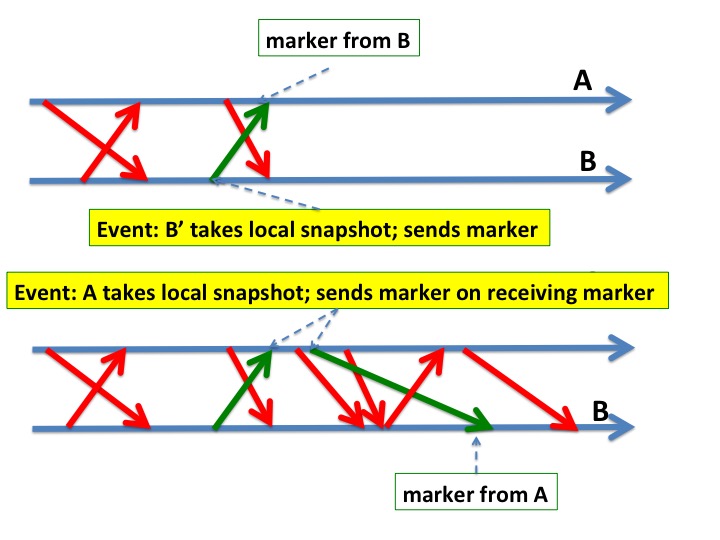 marker from B
A
B
Event: B’ takes local snapshot; sends marker
Event: A takes local snapshot; sends marker on receiving marker
B
marker from A